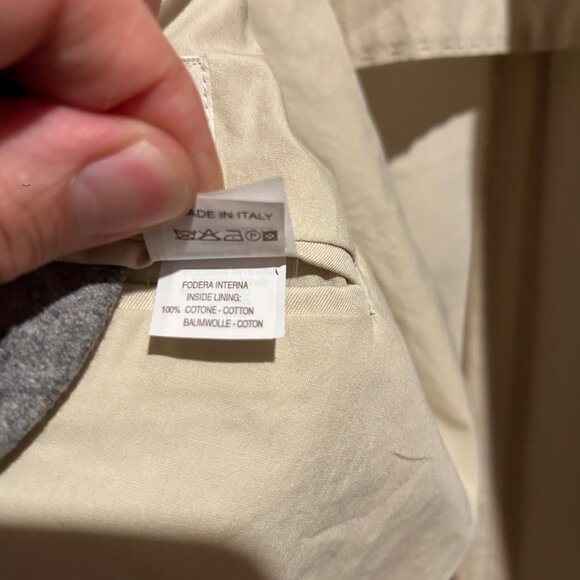 ADE IN ITALY
FODERA INTERNA
INSIDE LINING:
100% COTONE - COTTON
BAUMWOLLE - COTON